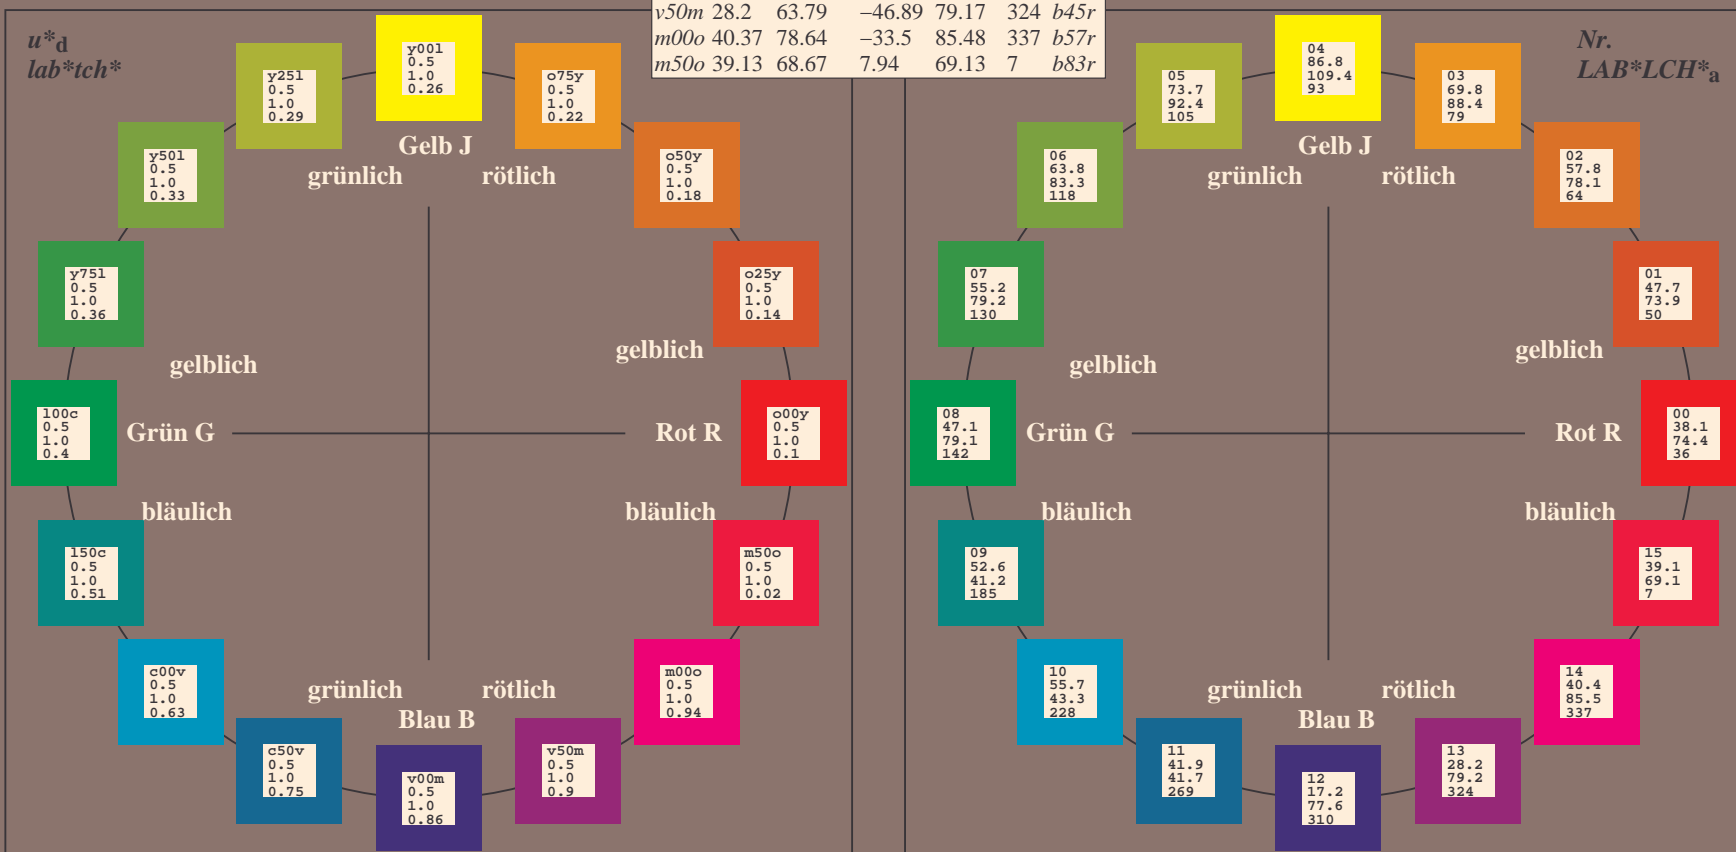 v50m 28.2 63.79 −46.89 79.17 324 b45r
m00o 40.37 78.64 −33.5 85.48 337 b57r
m50o 39.13 68.67 7.94 69.13 7 b83r
u*d
lab*tch*
y00l
0.5
1.0
0.26
y25l
0.5
1.0
0.29
o75y
0.5
1.0
0.22
Gelb J
grünlich rötlich
y50l
0.5
1.0
0.33
o50y
0.5
1.0
0.18
y75l
0.5
1.0
0.36
o25y
0.5
1.0
0.14
gelblich
gelblich
l00c
0.5
1.0
0.4
Grün G
Rot R
o00y
0.5
1.0
0.1
bläulich
bläulich
l50c
0.5
1.0
0.51
m50o
0.5
1.0
0.02
c00v
0.5
1.0
0.63
m00o
0.5
1.0
0.94
grünlich rötlich
Blau B
c50v
0.5
1.0
0.75
v00m
0.5
1.0
0.86
v50m
0.5
1.0
0.9
Nr.
LAB*LCH*a
04
86.8
109.4
93
05
73.7
92.4
105
03
69.8
88.4
79
Gelb J
grünlich rötlich
06
63.8
83.3
118
02
57.8
78.1
64
07
55.2
79.2
130
01
47.7
73.9
50
gelblich
gelblich
08
47.1
79.1
142
Grün G
Rot R
00
38.1
74.4
36
bläulich
bläulich
09
52.6
41.2
185
15
39.1
69.1
7
10
55.7
43.3
228
14
40.4
85.5
337
grünlich rötlich
Blau B
11
41.9
41.7
269
12
17.2
77.6
310
13
28.2
79.2
324